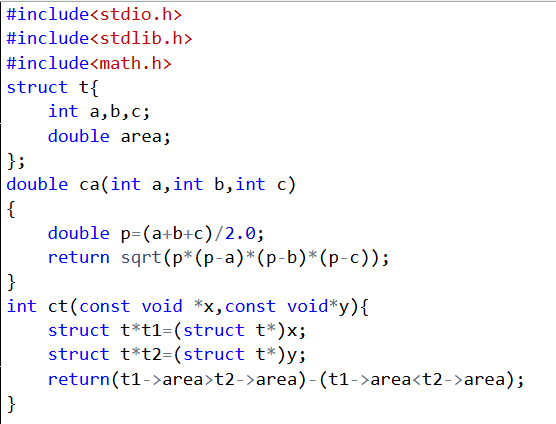 #include<stdio.h>
#include<stdlib.h>
#include<math.h>
struct t{
    int a,b,c;
    double area;
};
double ca(int a,int b,int c)
{
    double p=(a+b+c)/2.0;
    return sqrt(p*(p-a)*(p-b)*(p-c));
}
int ct(const void *x,const void*y){
    struct t*t1=(struct t*)x;
    struct t*t2=(struct t*)y;
    return(t1->area>t2->area)-(t1->area<t2->area);
}